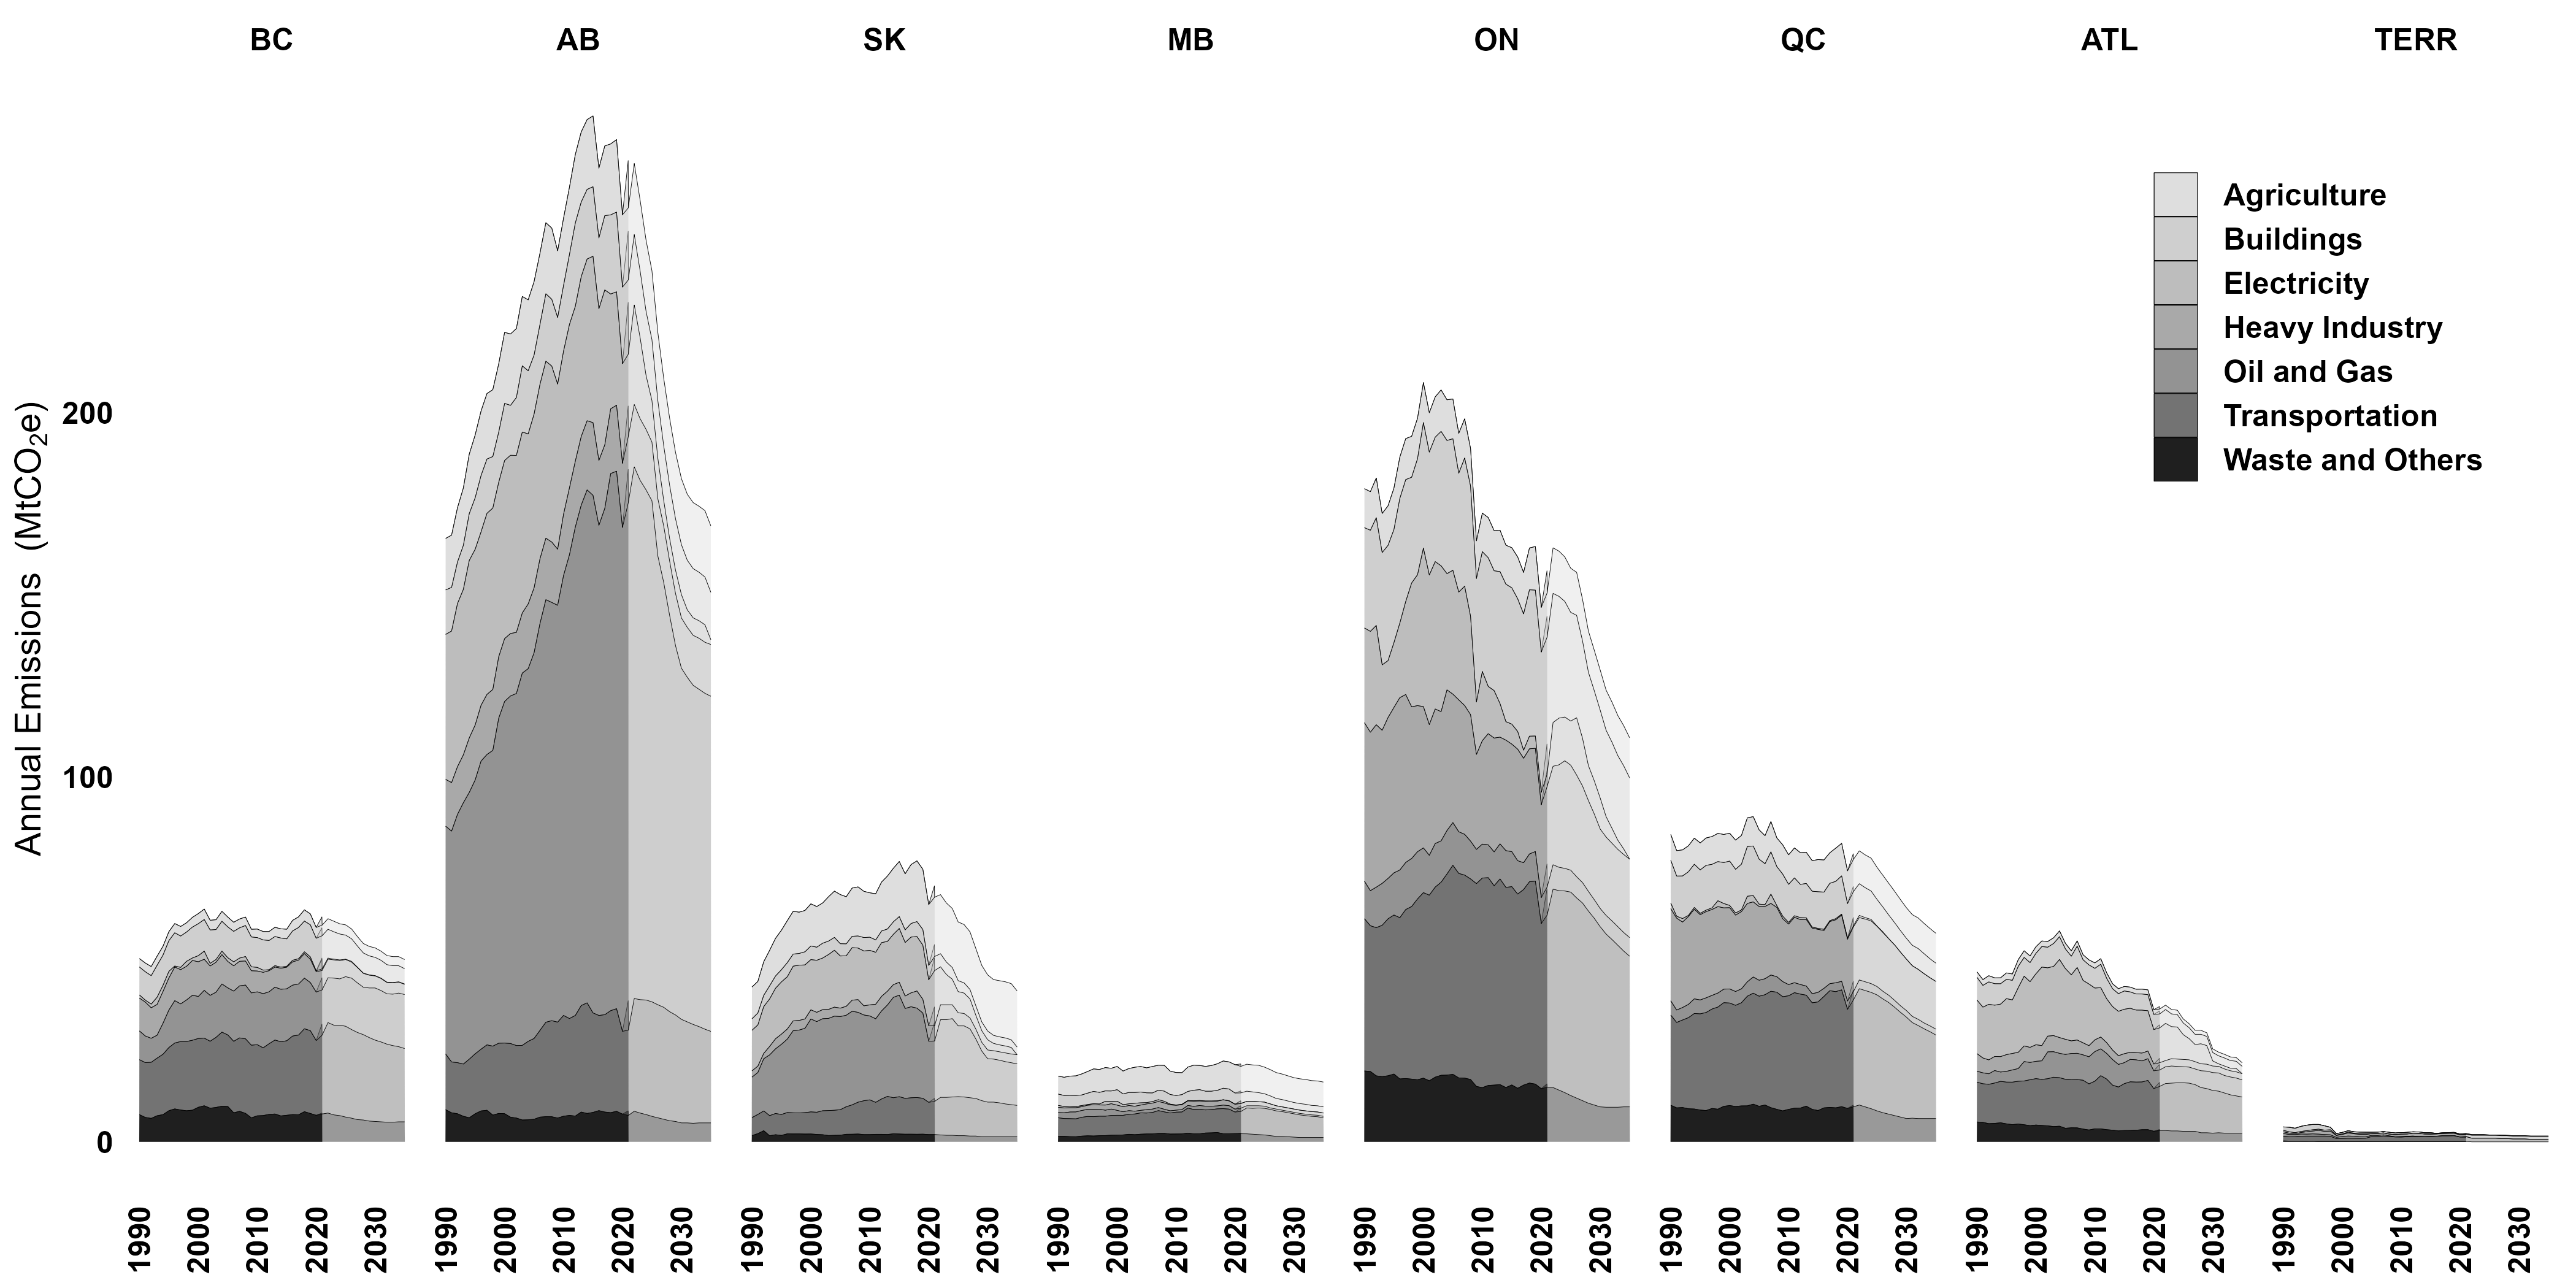 BC AB SK MB ON QC ATL TERR
Annual Emissions (MtCO₂e)
200
100
0
Agriculture
Buildings
Electricity
Heavy Industry
Oil and Gas
Transportation
Waste and Others
1990 2000 2010 2020 2030 1990 2000 2010 2020 2030 1990 2000 2010 2020 2030 1990 2000 2010 2020 2030 1990 2000 2010 2020 2030 1990 2000 2010 2020 2030 1990 2000 2010 2020 2030 1990 2000 2010 2020 2030